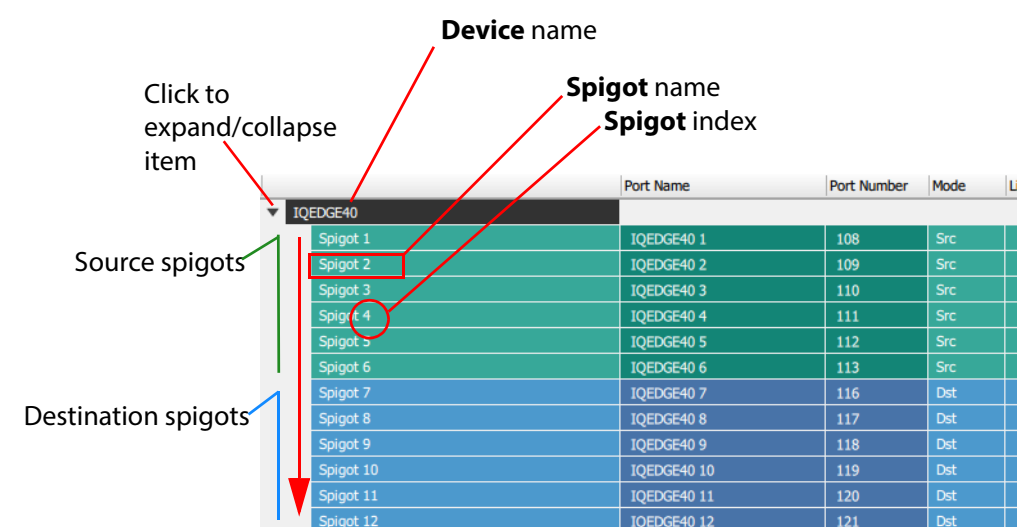 Device name
Spigot name
Click to
expand/collapse
item
Spigot index
Port Name Port Number Mode
IQEDGE40
Spigot 1 IQEDGE40 1 108 Src
Source spigots
Spigot 2 IQEDGE40 2 109 Src
Spigot 3 IQEDGE40 3 110 Src
Spigot 4 IQEDGE40 4 111 Src
Spigot 5 IQEDGE40 5 112 Src
Spigot 6 IQEDGE40 6 113 Src
Spigot 7 IQEDGE40 7 116 Dst
Destination spigots
Spigot 8 IQEDGE40 8 117 Dst
Spigot 9 IQEDGE40 9 118 Dst
Spigot 10 IQEDGE40 10 119 Dst
Spigot 11 IQEDGE40 11 120 Dst
Spigot 12 IQEDGE40 12 121 Dst